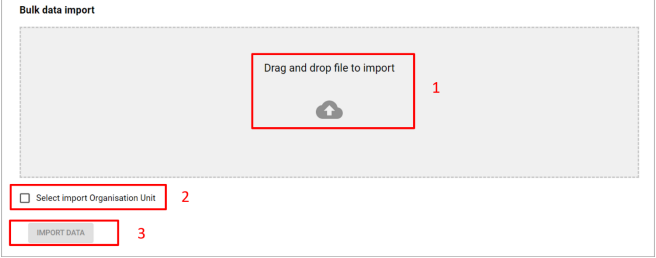 Bulk data import
Drag and drop file to import
1
Select import Organisation Unit
2
IMPORT DATA
3